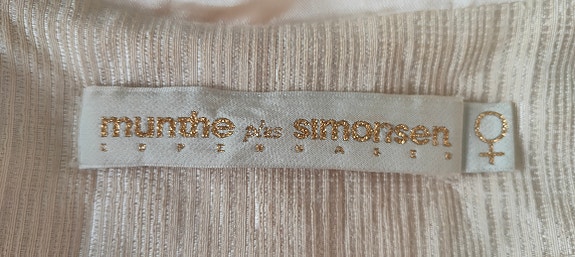 munthe plus simonsen
COPENHAGEN
♀